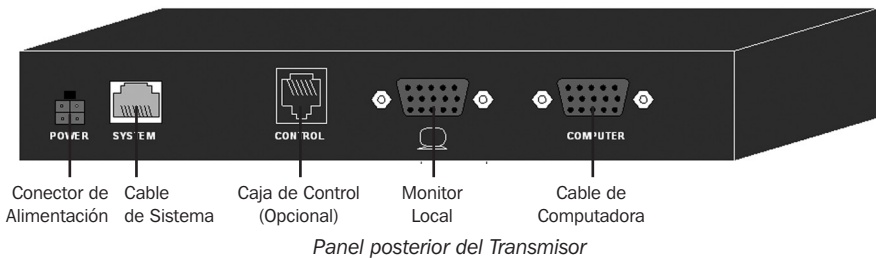 POWER SYSTEM CONTROL COMPUTER
Conector de Alimentación
Cable de Sistema
Caja de Control (Opcional)
Monitor Local
Cable de Computadora
Panel posterior del Transmisor